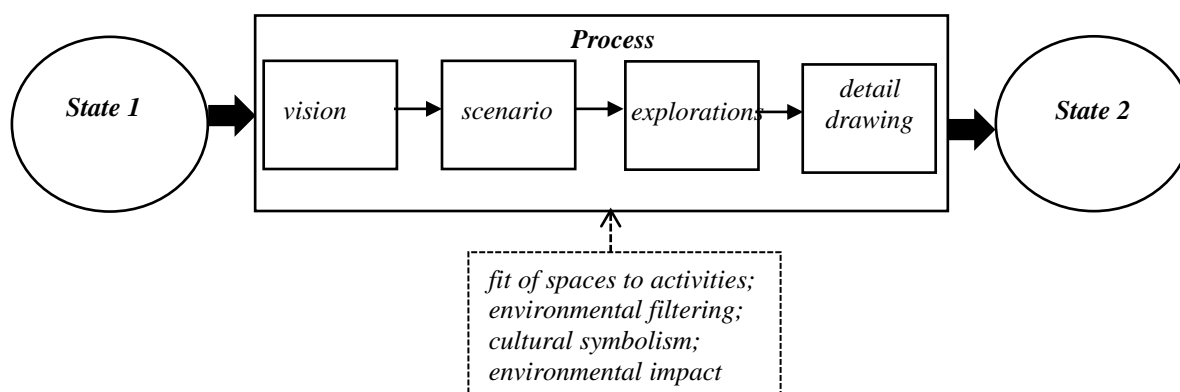 Process
State 1
vision
scenario
explorations
detail
drawing
State 2
fit of spaces to activities;
environmental filtering;
cultural symbolism;
environmental impact